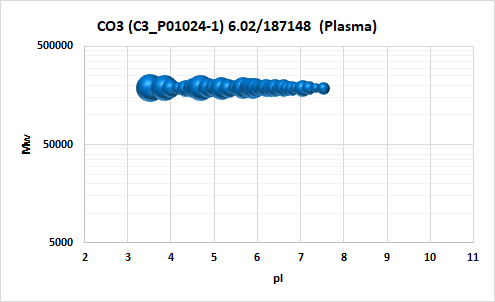 CO3 (C3_P01024-1) 6.02/187148  (Plasma)
500000
50000
5000
Mw
2 3 4 5 6 7 8 9 10 11
pI